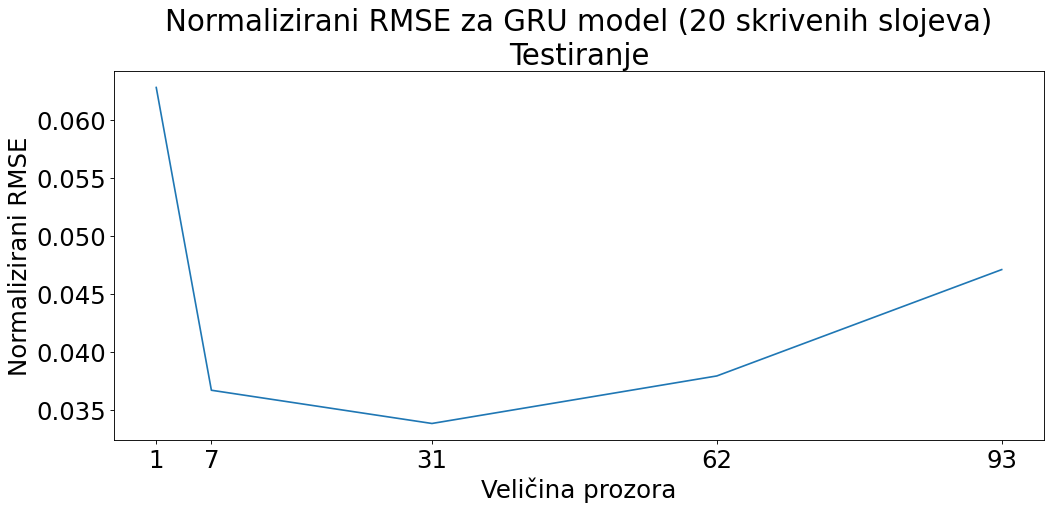 Normalizirani RMSE za GRU model (20 skrivenih slojeva)
Testiranje
Normalizirani RMSE
0.060
0.055
0.050
0.045
0.040
0.035
1 7 31 62 93
Veličina prozora